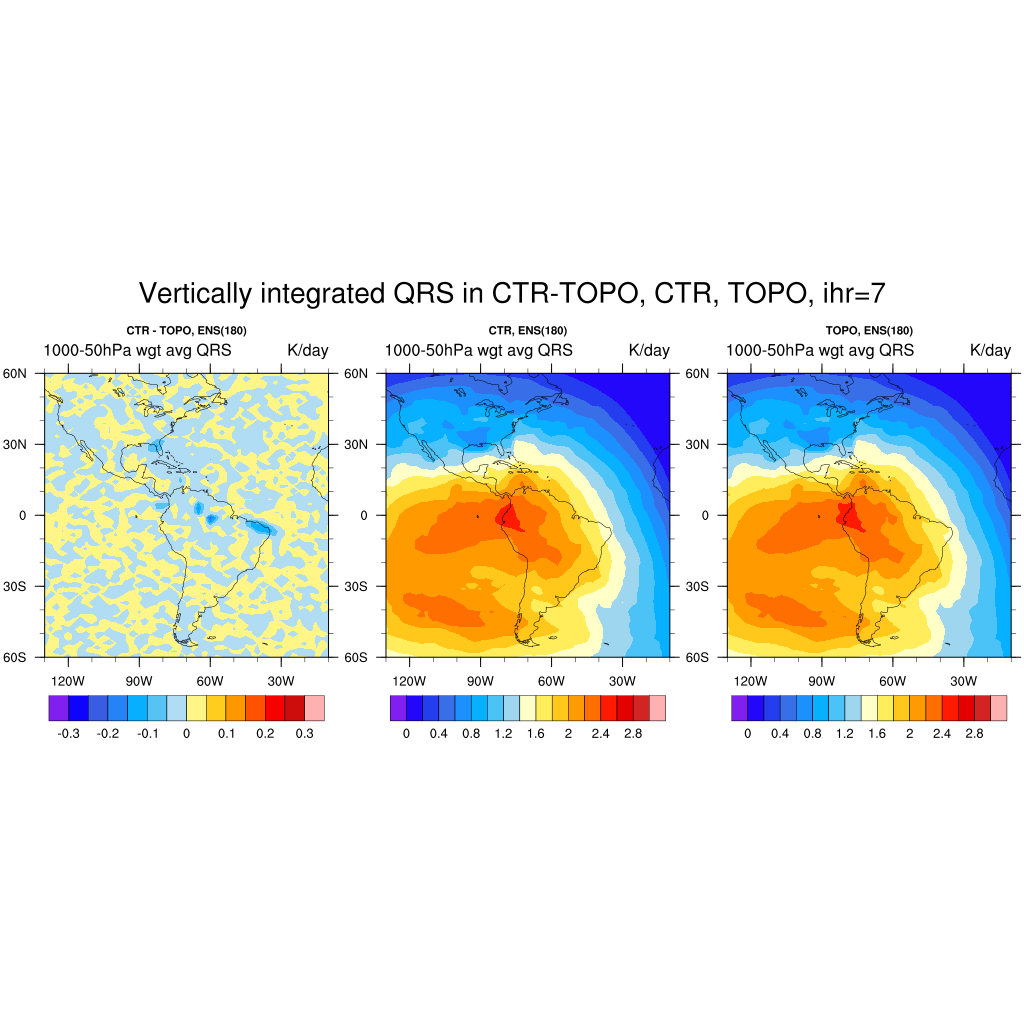 Vertically integrated QRS in CTR-TOPO, CTR, TOPO, ihr=7
CTR - TOPO, ENS(180)
1000-50hPa wgt avg QRS K/day
60N
30N
0
30S
60S
120W 90W 60W 30W
-0.3 -0.2 -0.1 0 0.1 0.2 0.3
CTR, ENS(180)
1000-50hPa wgt avg QRS K/day
60N
30N
0
30S
60S
120W 90W 60W 30W
0 0.4 0.8 1.2 1.6 2 2.4 2.8
TOPO, ENS(180)
1000-50hPa wgt avg QRS K/day
60N
30N
0
30S
60S
120W 90W 60W 30W
0 0.4 0.8 1.2 1.6 2 2.4 2.8